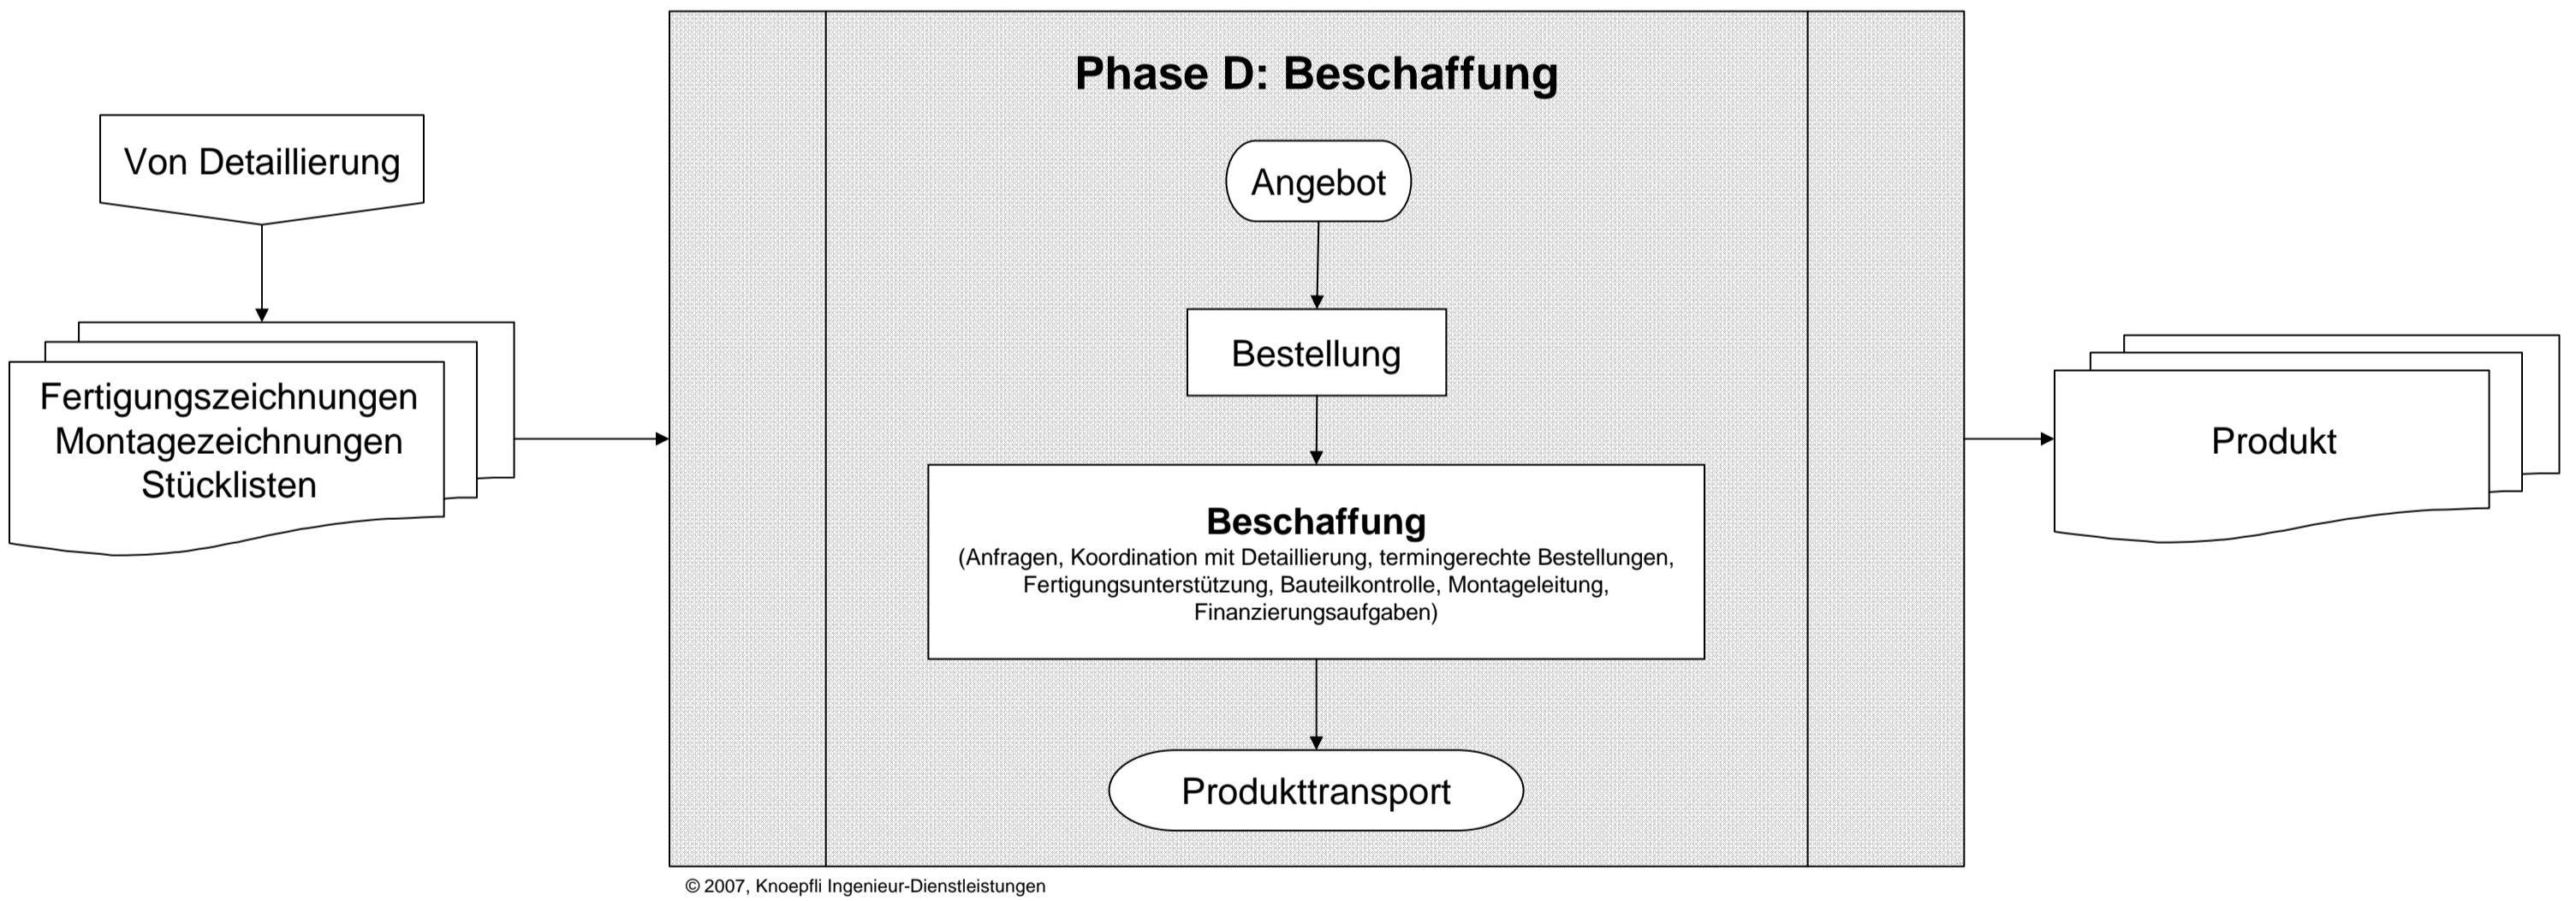 Von Detaillierung
Fertigungszeichnungen
Montagezeichnungen
Stücklisten
Phase D: Beschaffung
Angebot
Bestellung
Beschaffung
(Anfragen, Koordination mit Detaillierung, termingerechte Bestellungen,
Fertigungsunterstützung, Bauteilkontrolle, Montageleitung,
Finanzierungsaufgaben)
Produkttransport
Produkt
© 2007, Knoepfli Ingenieur-Dienstleistungen